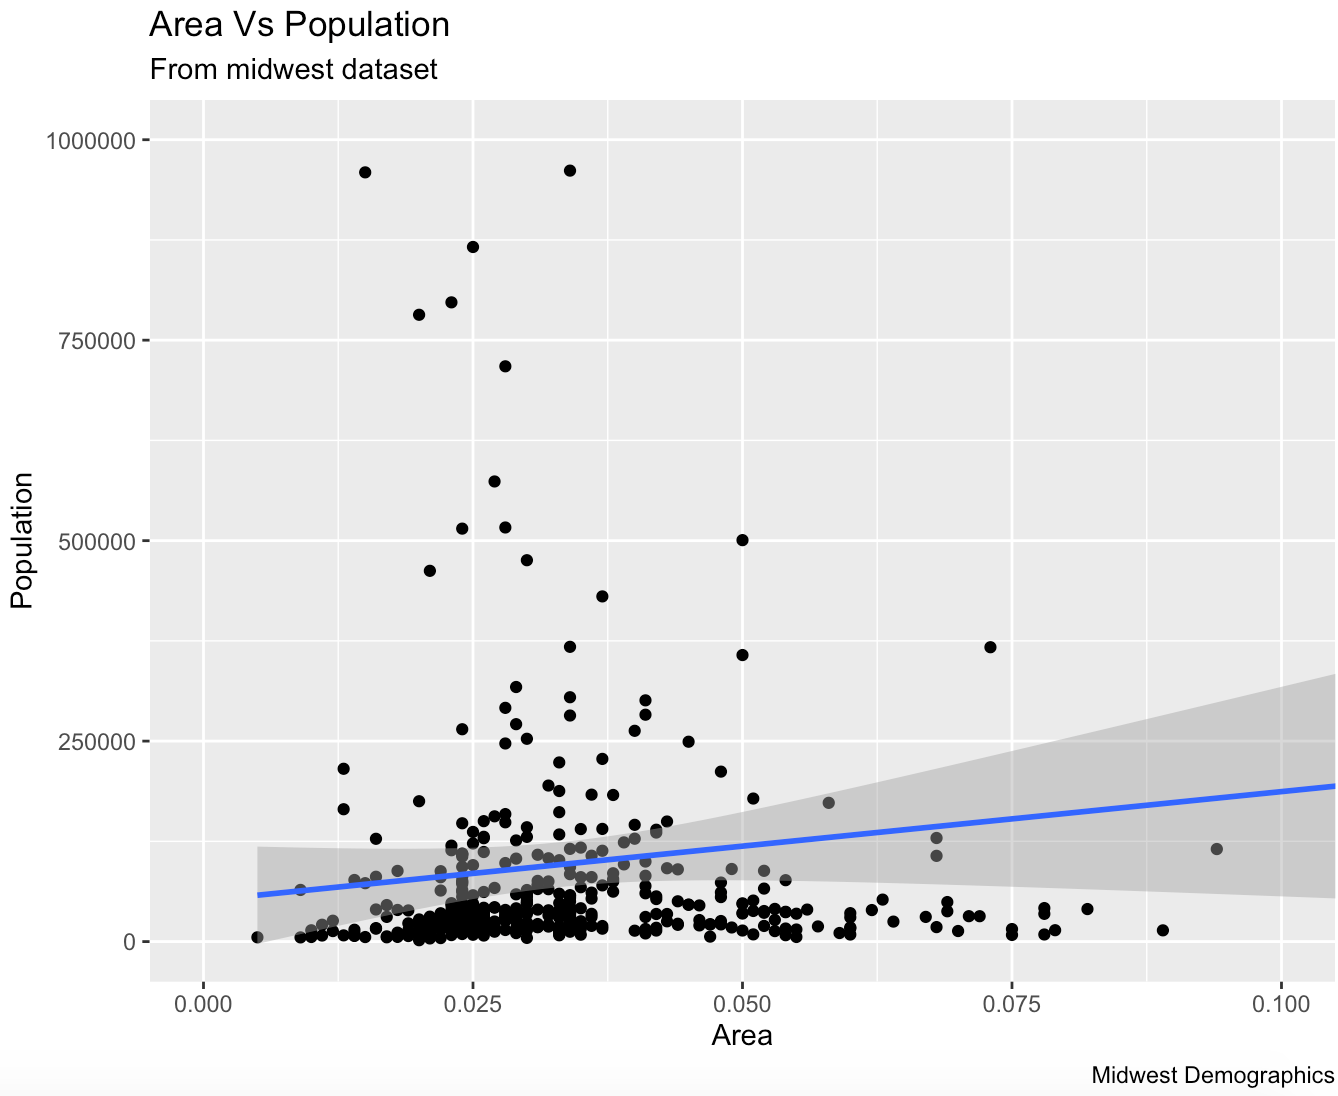 Area Vs Population
From midwest dataset
1000000
750000
500000
250000
0
Population
0.000 0.025 0.050 0.075 0.100
Area
Midwest Demographics